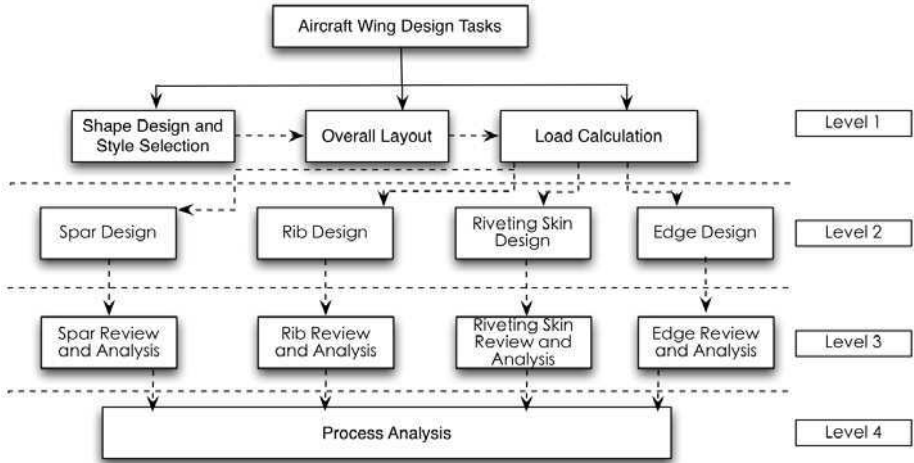 Aircraft Wing Design Tasks
Shape Design and
Style Selection
Overall Layout
Load Calculation
Level 1
Spar Design
Rib Design
Riveting Skin
Design
Edge Design
Level 2
Spar Review
and Analysis
Rib Review
and Analysis
Riveting Skin
Review and
Analysis
Edge Review
and Analysis
Level 3
Process Analysis
Level 4